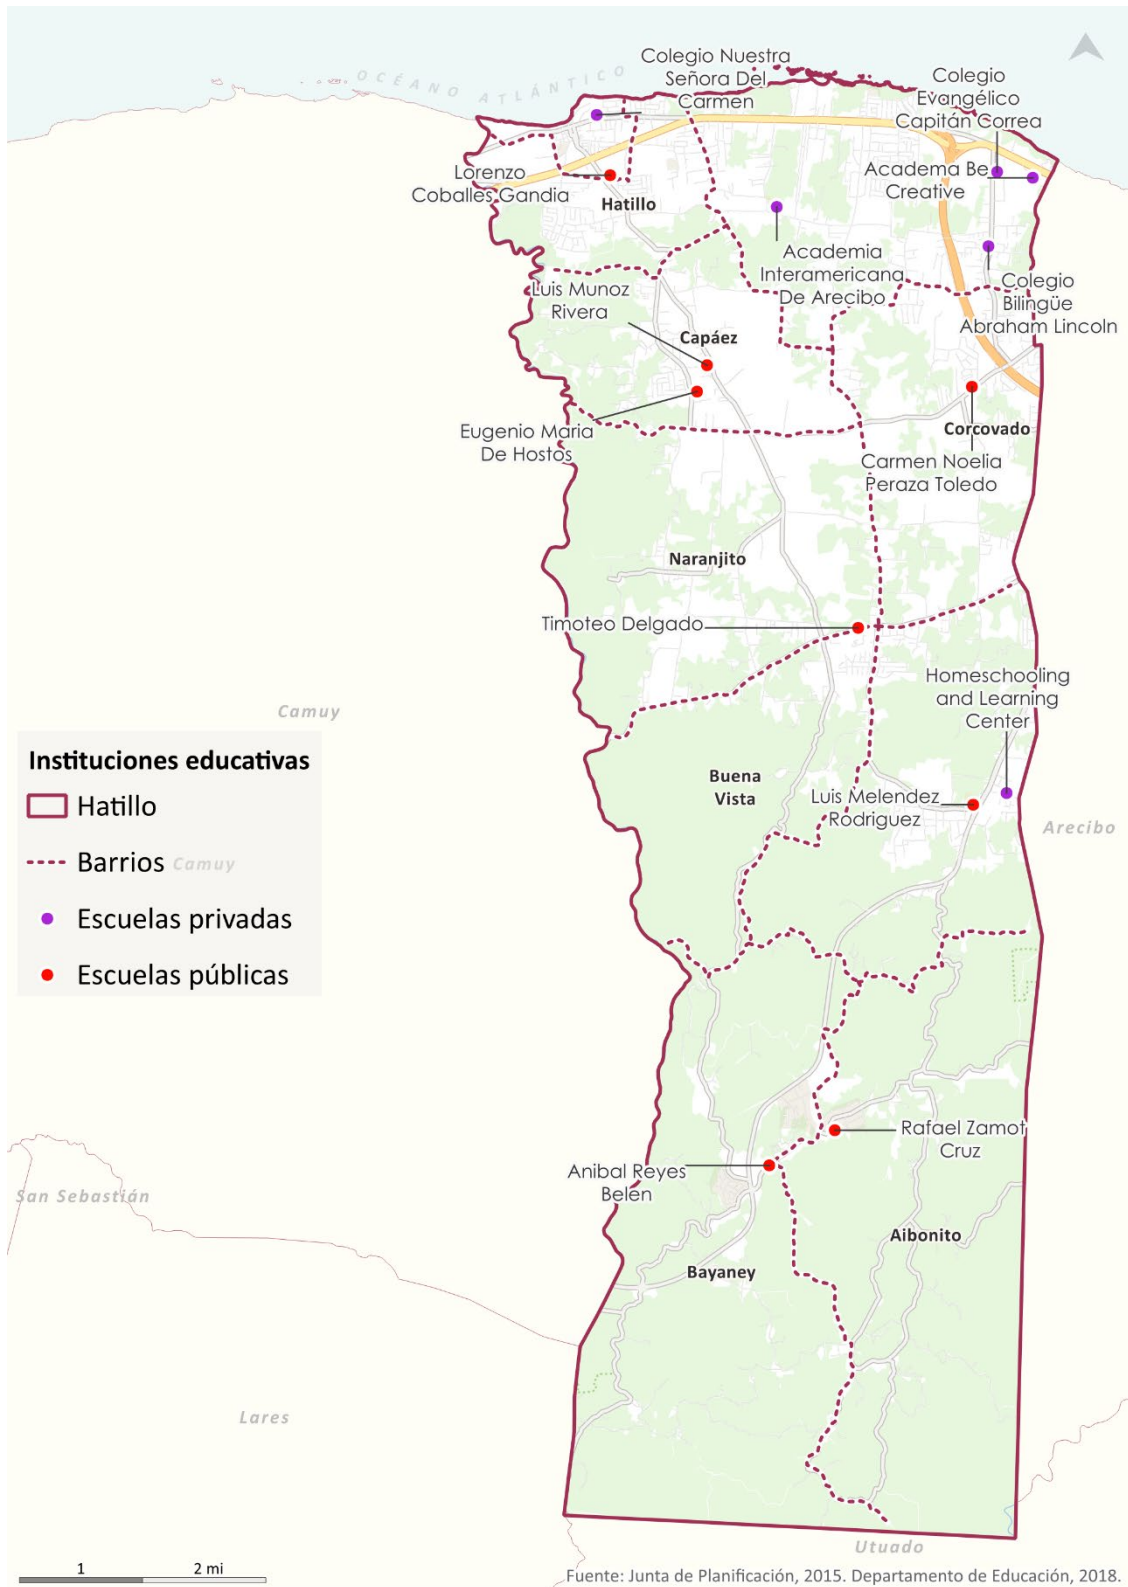 OCÉANO ATLÁNTICO
Colegio Nuestra
Señora Del
Carmen
Colegio
Evangélico
Capitán Correa
Academa Be
Creative
Lorenzo
Coballes Gandia
Hatillo
Academia
Interamericana
De Arecibo
Colegio
Bilingüe
Abraham Lincoln
Luis Munoz
Rivera
Capáez
Eugenio Maria
De Hostos
Corcovado
Carmen Noelia
Peraza Toledo
Naranjito
Timoteo Delgado
Homeschooling
and Learning
Center
Camuy
Buena
Vista
Luis Melendez
Rodriguez
Arecibo
Instituciones educativas
Hatillo
Barrios
Camuy
Escuelas privadas
Escuelas públicas
Rafael Zamot
Cruz
Anibal Reyes
Belen
San Sebastián
Aibonito
Bayaney
Lares
Utuado
1 2 mi
Fuente: Junta de Planificación, 2015. Departamento de Educación, 2018.